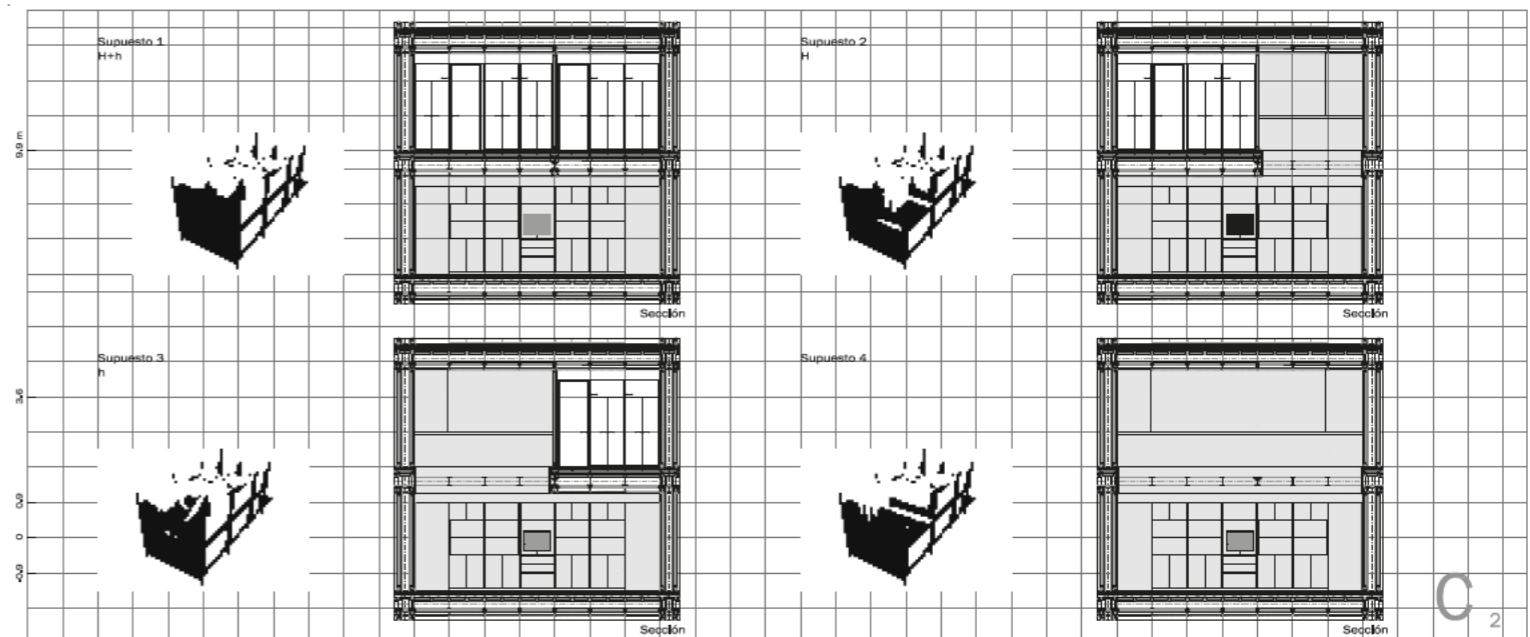 Supuesto 1
H+h
Supuesto 2
H
9.9 m
Sección
Sección
Supuesto 3
h
Supuesto 4
3.6
0.9
0
-0.9
Sección
Sección
C 2